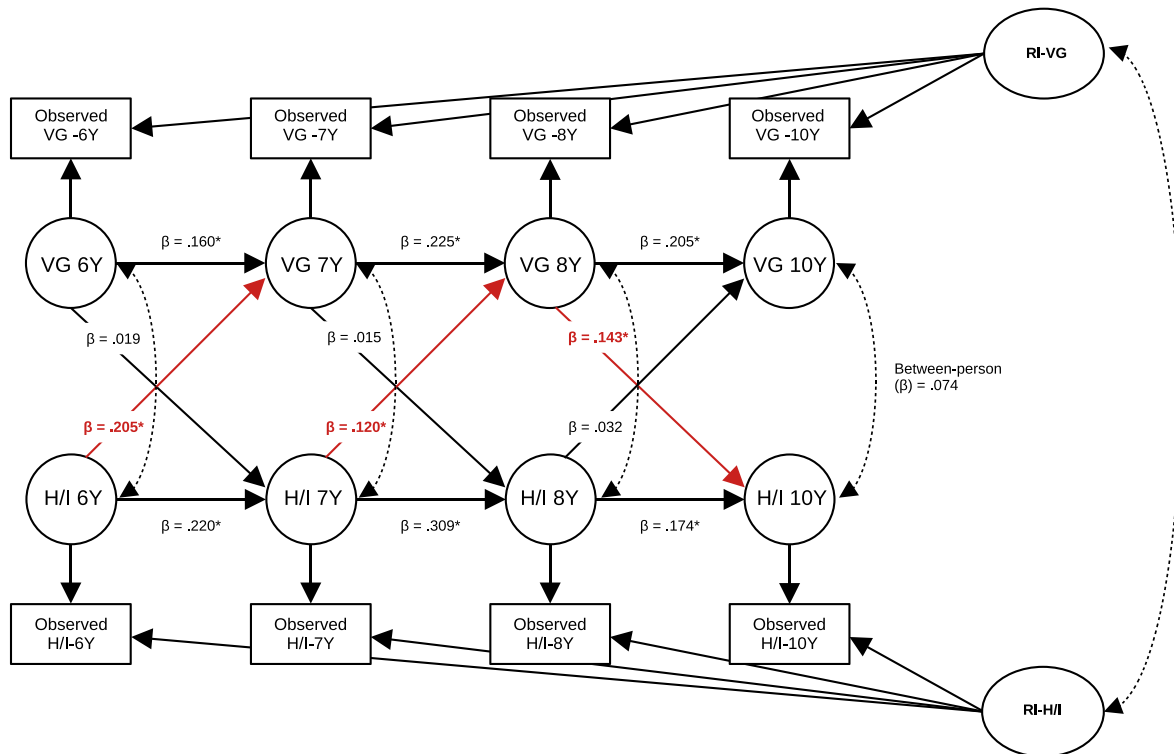 RI-VG
Observed
VG -6Y
Observed
VG -7Y
Observed
VG -8Y
Observed
VG -10Y
β = .160*
β = .225*
β = .205*
VG 6Y
VG 7Y
VG 8Y
VG 10Y
β = .019
β = .015
β = .143*
Between-person
(β) = .074
β = .205*
β = .120*
β = .032
H/I 6Y
H/I 7Y
H/I 8Y
H/I 10Y
β = .220*
β = .309*
β = .174*
Observed
H/I-6Y
Observed
H/I-7Y
Observed
H/I-8Y
Observed
H/I-10Y
RI-H/I